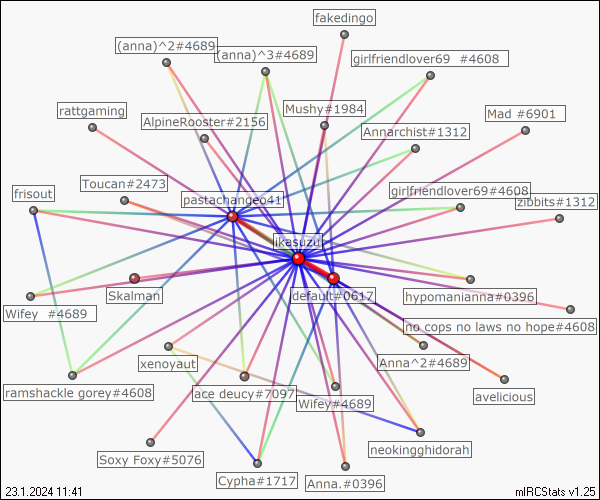 fakedingo
(anna)^2#4689
(anna)^3#4689
girlfriendlover69  #4608
rattgaming
AlpineRooster#2156
Mushy#1984
Mad #6901
Annarchist#1312
frisout
Toucan#2473
pastachangeo41
girlfriendlover69#4608
zibbits#1312
ikasuzu
Skalman
default#0617
hypomanianna#0396
Wifey  #4689
no cops no laws no hope#4608
xenoyaut
Anna^2#4689
ramshackle gorey#4608
ace deucy#7097
Wifey#4689
avelicious
neokingghidorah
Soxy Foxy#5076
Cypha#1717
Anna.#0396
23.1.2024 11:41
mIRCStats v1.25